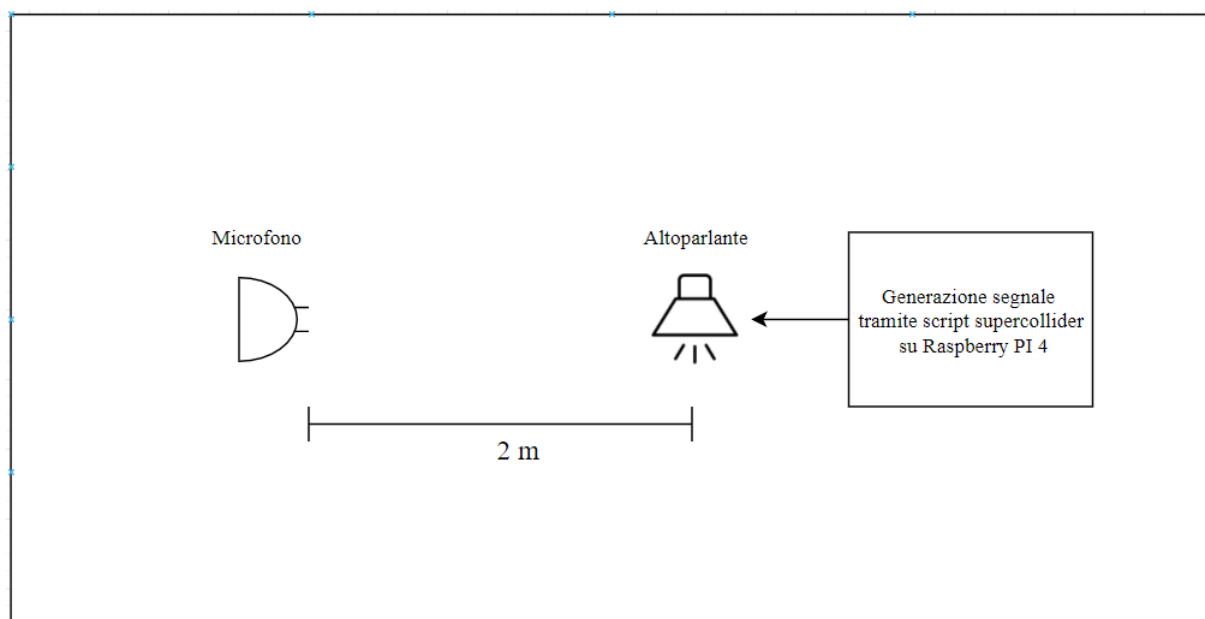 Microfono
Altoparlante
Generazione segnale
tramite script supercollider
su Raspberry PI 4
2 m